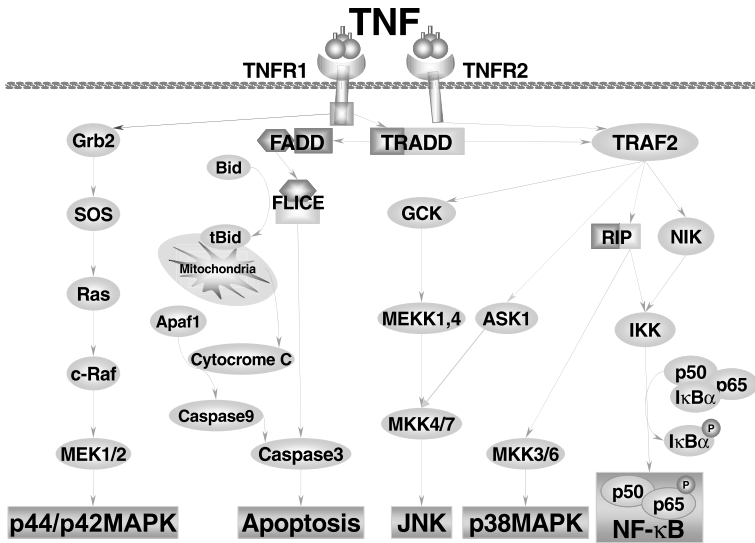 TNF
TNFR1
TNFR2
Grb2
FADD
TRADD
TRAF2
Bid
FLICE
SOS
GCK
RIP
NIK
tBid
Mitochondria
Ras
Apaf1
MEKK1,4
ASK1
IKK
Cytocrome C
c-Raf
p50
p65
IκBα
Caspase9
MKK4/7
P
IκBα
MEK1/2
Caspase3
MKK3/6
p50
P
p65
p44/p42MAPK
Apoptosis
JNK
p38MAPK
NF-κB